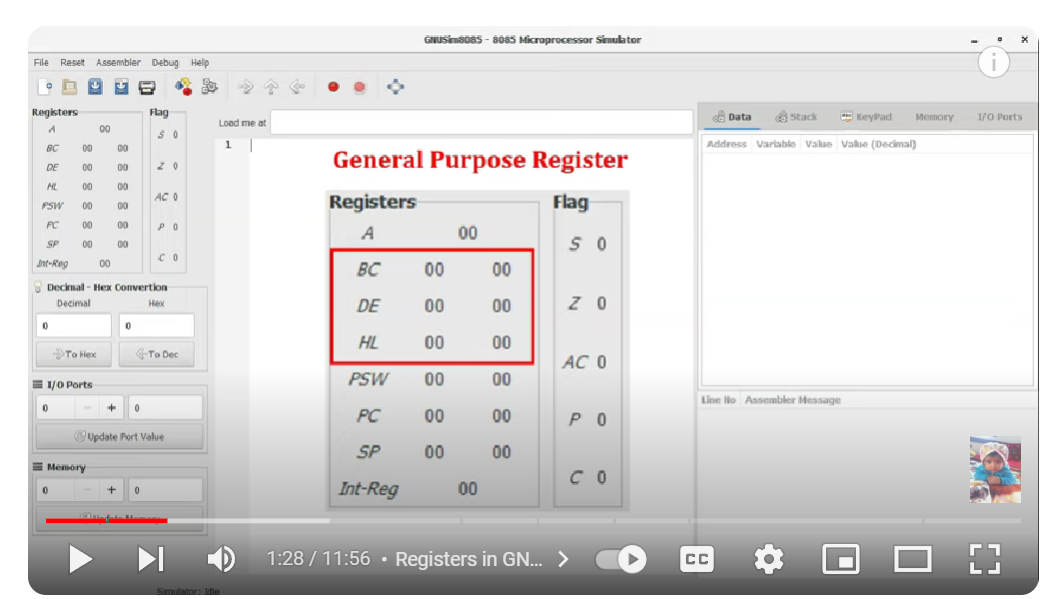 GNUSim8085 - 8085 Microprocessor Simulator
File Reset Assembler Debug Help
Registers
A 00
BC 00 00
DE 00 00
HL 00 00
PSW 00 00
PC 00 00
SP 00 00
Int-Reg 00
Flag
S 0
Z 0
AC 0
P 0
C 0
Decimal - Hex Convertion
Decimal Hex
0 0
To Hex To Dec
I/O Ports
0 - + 0
Update Port Value
Memory
0 - + 0
Update Memory
Load me at
1
General Purpose Register
Registers
A 00
BC 00 00
DE 00 00
HL 00 00
PSW 00 00
PC 00 00
SP 00 00
Int-Reg 00
Flag
S 0
Z 0
AC 0
P 0
C 0
Data Stack KeyPad Memory I/O Ports
Address Variable Value Value (Decimal)
Line No Assembler Message
1:28 / 11:56 • Registers in GN...
CC
Simulator: Idle